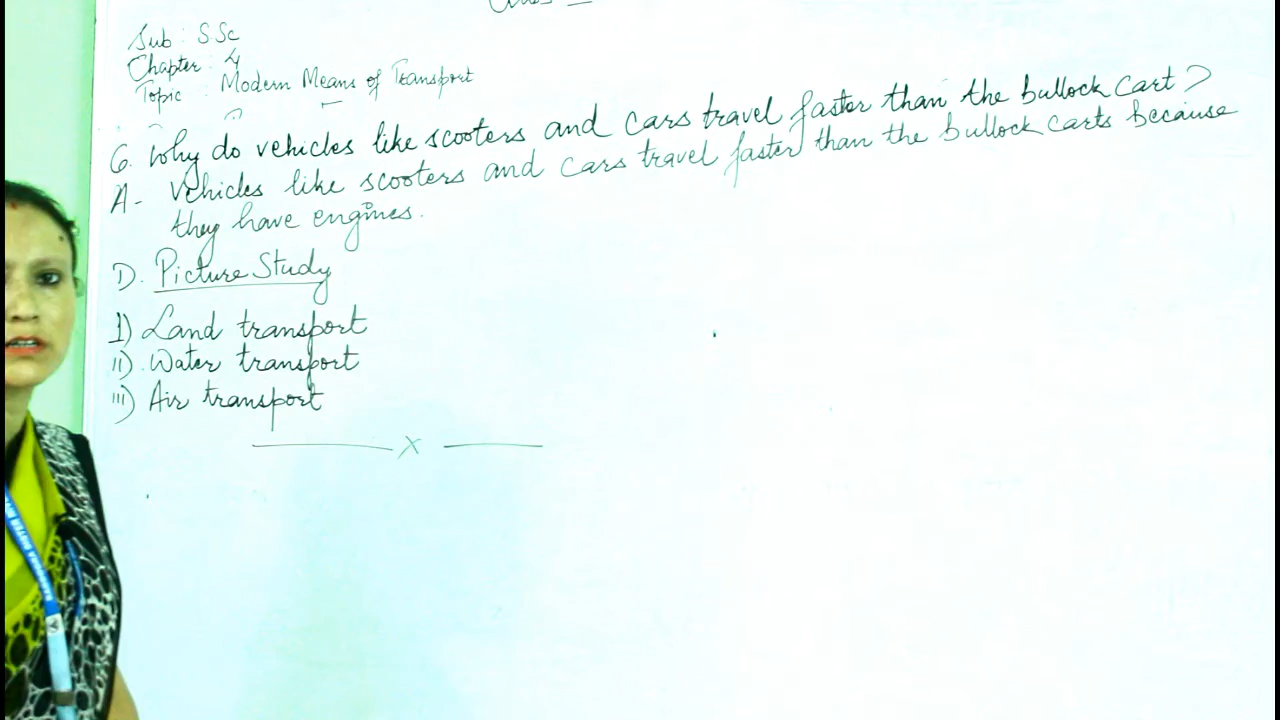 Class
Sub : S.Sc
Chapter : 4
Topic : Modern Means of Transport
6. Why do vehicles like scooters and cars travel faster than the bullock cart?
A- Vehicles like scooters and cars travel faster than the bullock carts because
they have engines.
D. Picture Study
I) Land transport
II) Water transport
III) Air transport
X